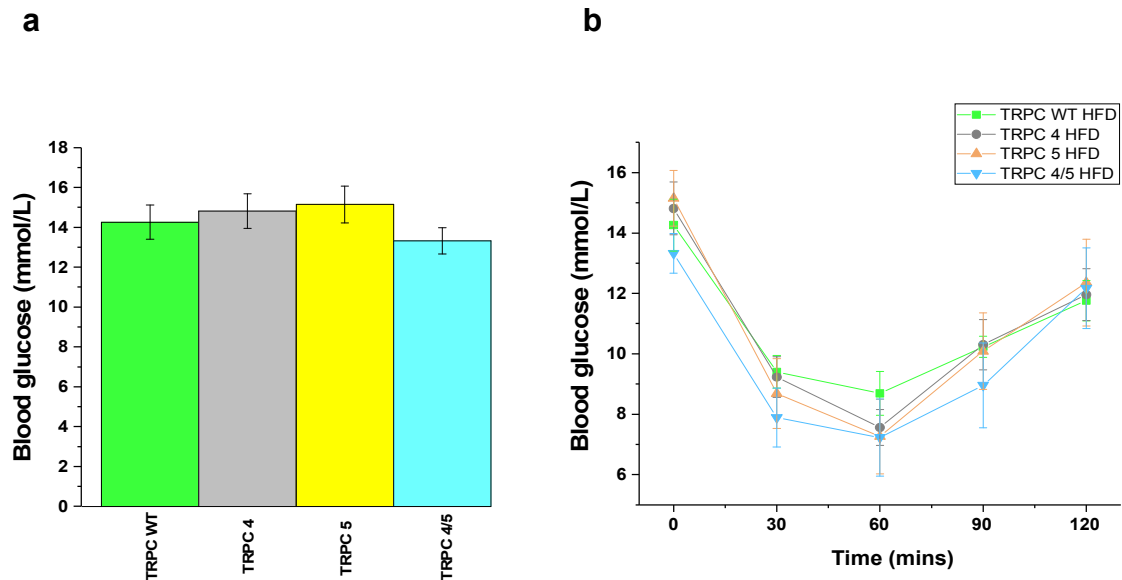 a
b
Blood glucose (mmol/L)
18
16
14
12
10
8
6
4
2
0
TRPC WT
TRPC 4
TRPC 5
TRPC 4/5
TRPC WT HFD
TRPC 4 HFD
TRPC 5 HFD
TRPC 4/5 HFD
Blood glucose (mmol/L)
16
14
12
10
8
6
0 30 60 90 120
Time (mins)